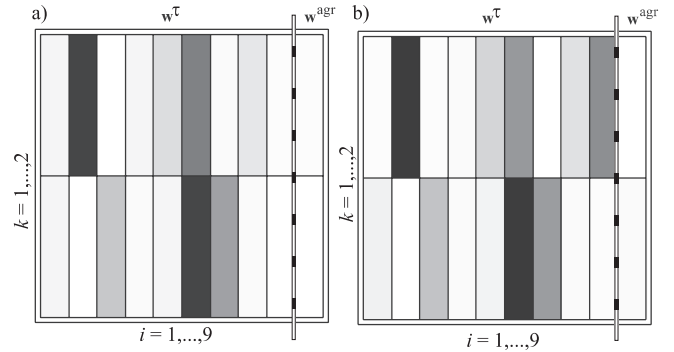 a)
w^τ
w^agr
k = 1,...,2
i = 1,...,9
b)
w^τ
w^agr
k = 1,...,2
i = 1,...,9